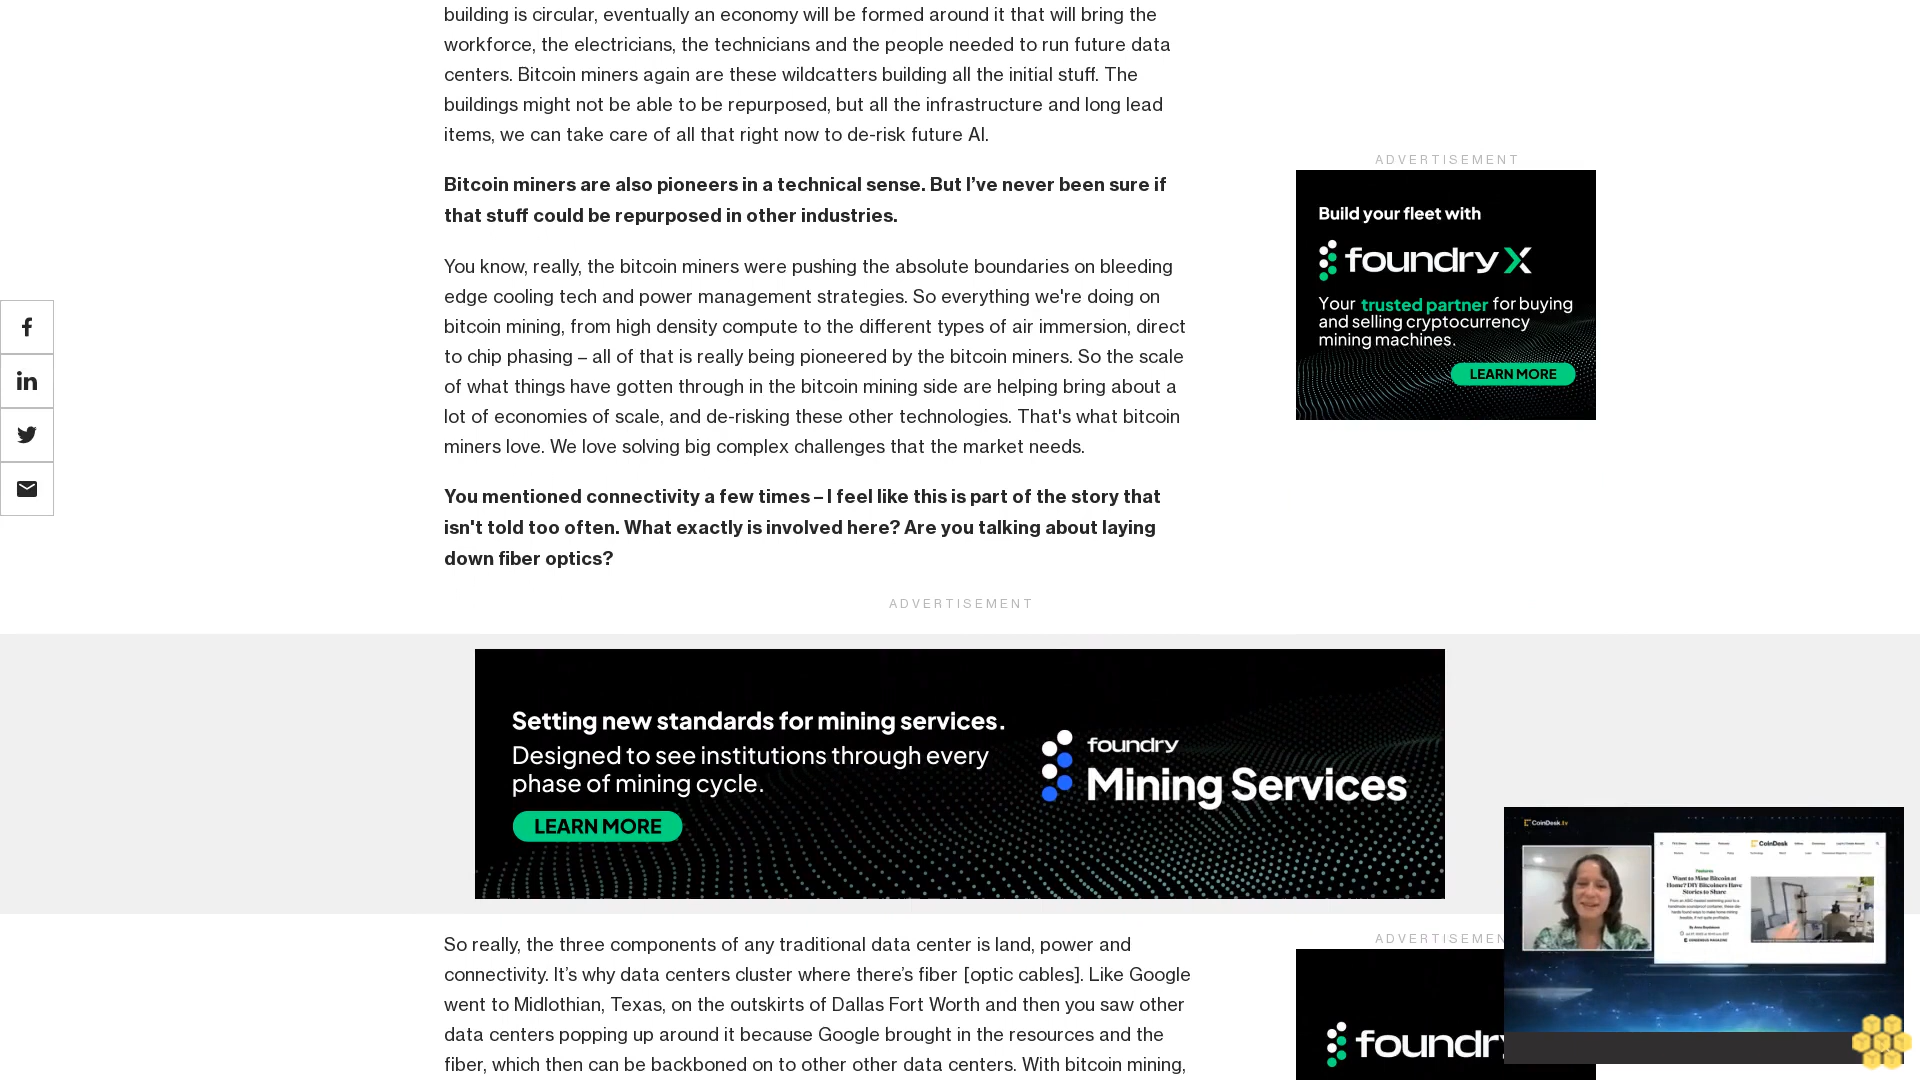 building is circular, eventually an economy will be formed around it that will bring the
workforce, the electricians, the technicians and the people needed to run future data
centers. Bitcoin miners again are these wildcatters building all the initial stuff. The
buildings might not be able to be repurposed, but all the infrastructure and long lead
items, we can take care of all that right now to de-risk future AI.
Bitcoin miners are also pioneers in a technical sense. But I’ve never been sure if
that stuff could be repurposed in other industries.
You know, really, the bitcoin miners were pushing the absolute boundaries on bleeding
edge cooling tech and power management strategies. So everything we're doing on
bitcoin mining, from high density compute to the different types of air immersion, direct
to chip phasing – all of that is really being pioneered by the bitcoin miners. So the scale
of what things have gotten through in the bitcoin mining side are helping bring about a
lot of economies of scale, and de-risking these other technologies. That's what bitcoin
miners love. We love solving big complex challenges that the market needs.
You mentioned connectivity a few times – I feel like this is part of the story that
isn't told too often. What exactly is involved here? Are you talking about laying
down fiber optics?
ADVERTISEMENT
Build your fleet with
foundry X
Your trusted partner for buying
and selling cryptocurrency
mining machines.
LEARN MORE
ADVERTISEMENT
Setting new standards for mining services.
Designed to see institutions through every
phase of mining cycle.
LEARN MORE
foundry
Mining Services
So really, the three components of any traditional data center is land, power and
connectivity. It’s why data centers cluster where there’s fiber [optic cables]. Like Google
went to Midlothian, Texas, on the outskirts of Dallas Fort Worth and then you saw other
data centers popping up around it because Google brought in the resources and the
fiber, which then can be backboned on to other other data centers. With bitcoin mining,
ADVERTISEMEN
foundry
CoinDesk.tv
CoinDesk
Want to Mine Bitcoin at
Home? DIY Bitcoiners Have
Stories to Share